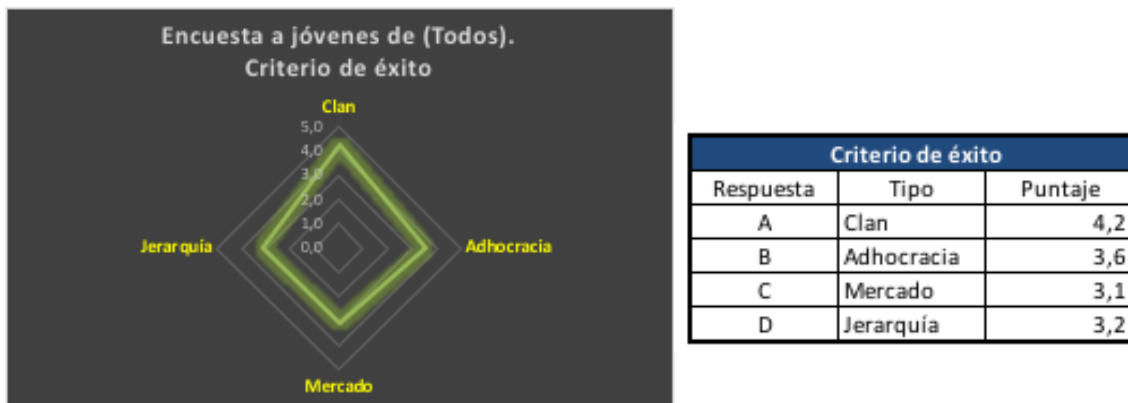 Encuesta a jóvenes de (Todos).
Criterio de éxito
Clan
5,0
4,0
3,0
2,0
1,0
0,0
Jerarquía
Adhocracia
Mercado
Criterio de éxito
Respuesta Tipo Puntaje
A Clan 4,2
B Adhocracia 3,6
C Mercado 3,1
D Jerarquía 3,2